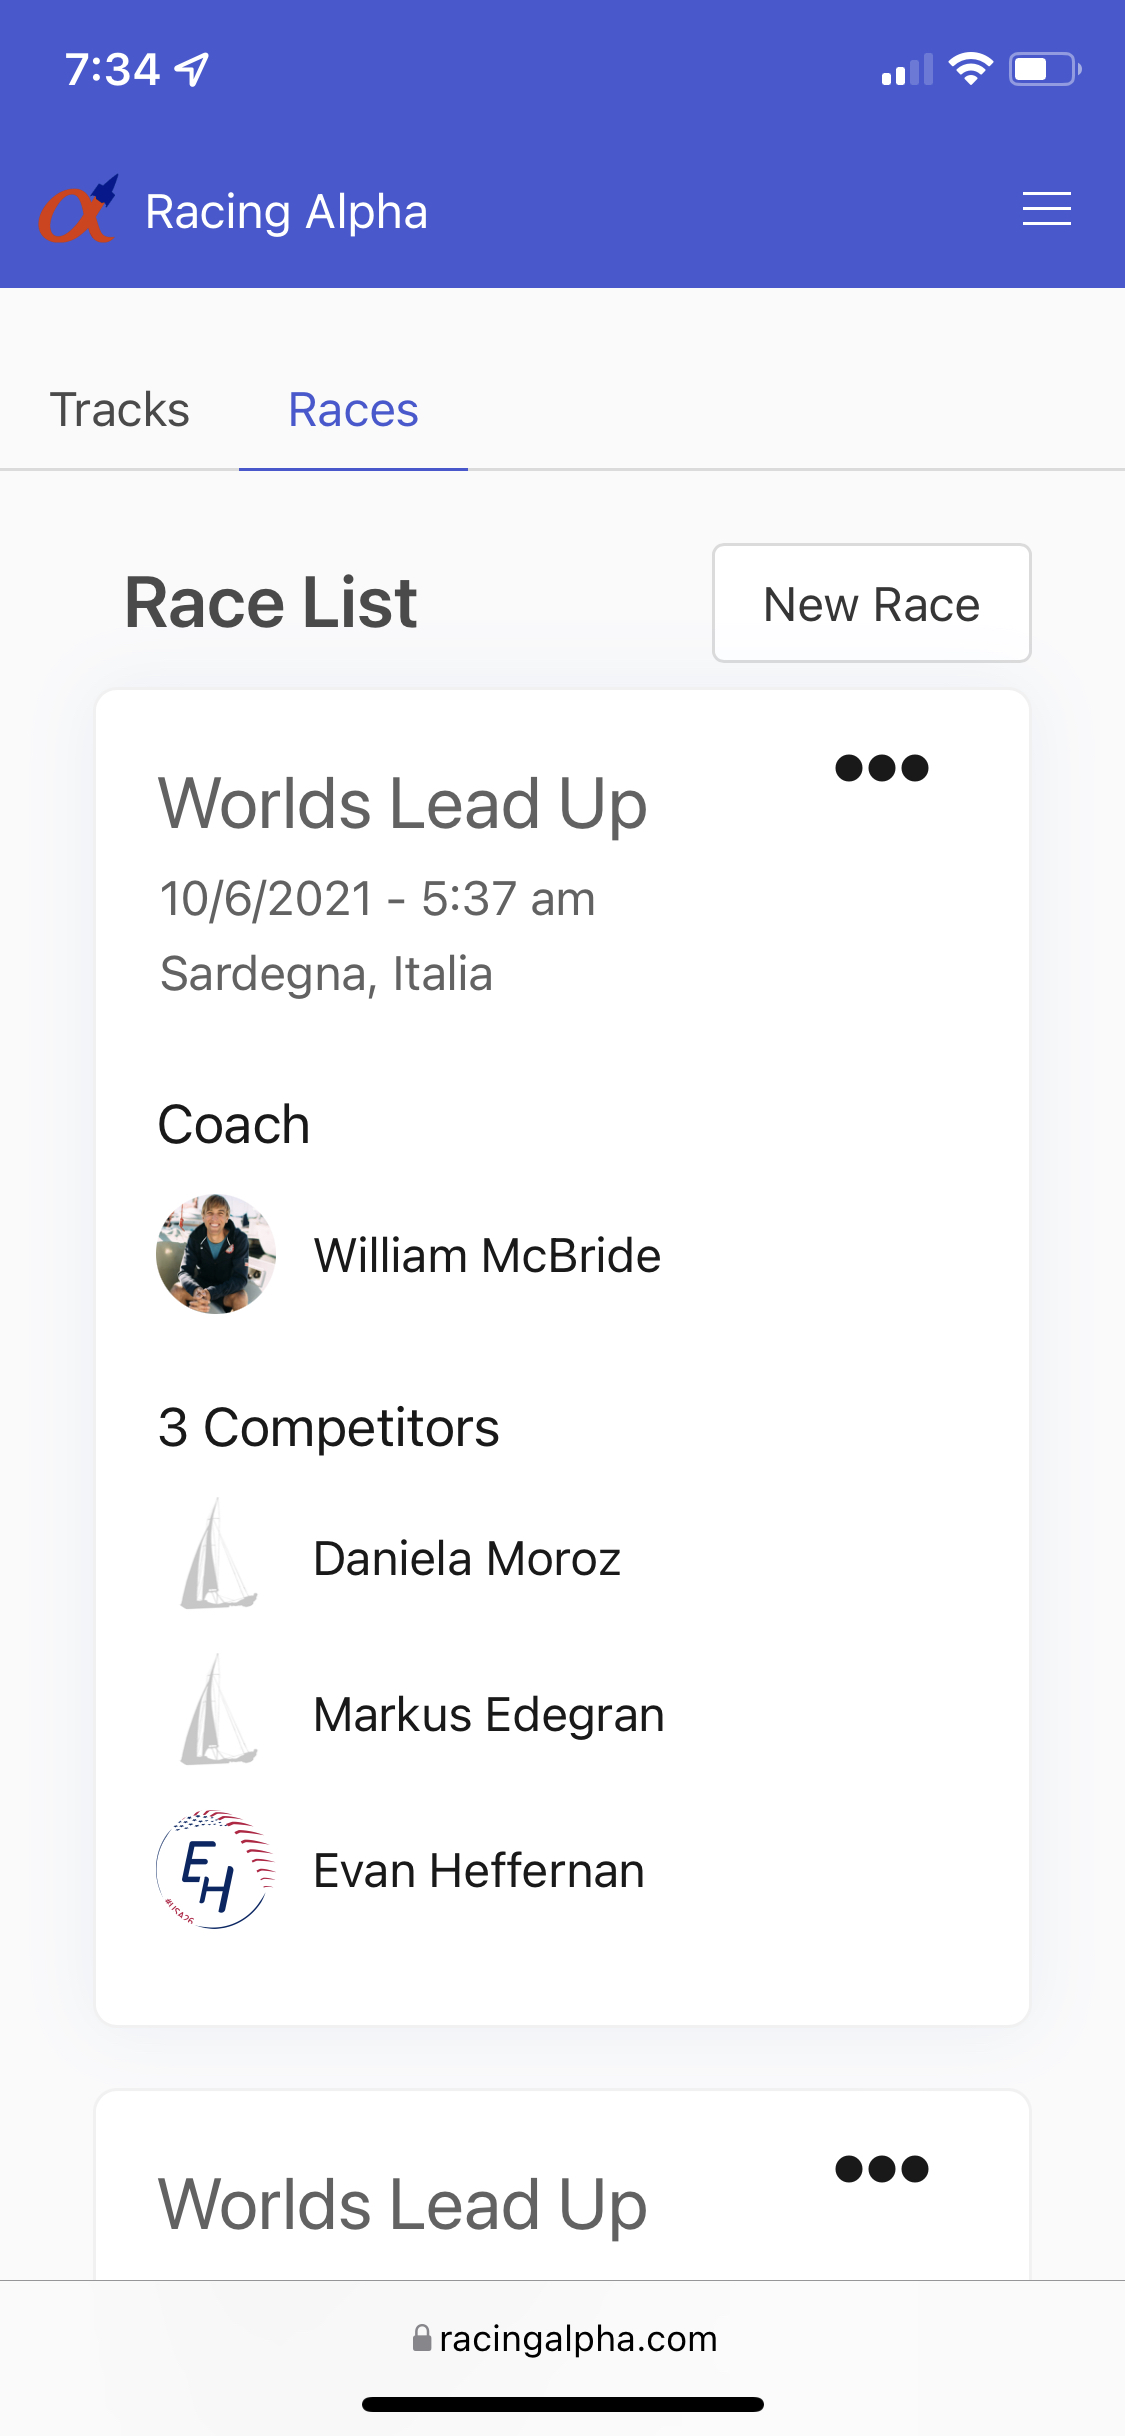 7:34
α Racing Alpha
Tracks Races
Race List New Race
Worlds Lead Up
10/6/2021 - 5:37 am
Sardegna, Italia
Coach
William McBride
3 Competitors
Daniela Moroz
Markus Edegran
EH
#USA26
Evan Heffernan
Worlds Lead Up
racingalpha.com